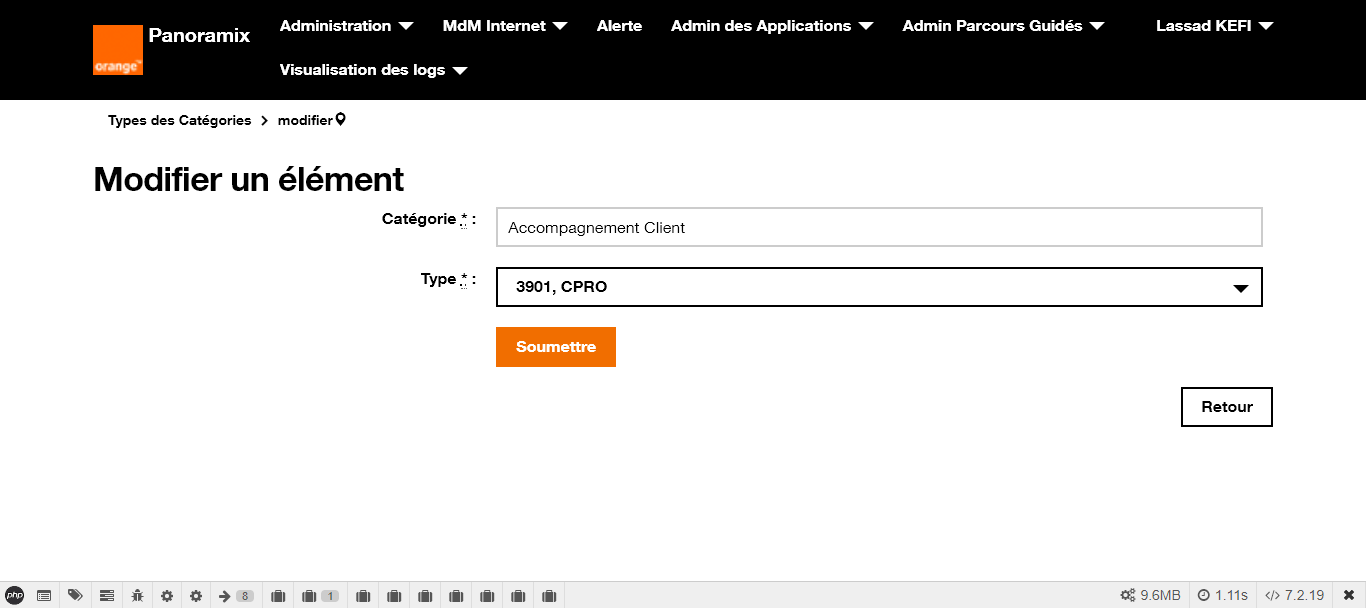 Administration MdM Internet Alerte Admin des Applications Admin Parcours Guidés Lassad KEFI
orange™ Panoramix
Visualisation des logs
Types des Catégories > modifier
Modifier un élément
Catégorie * : Accompagnement Client
Type * : 3901, CPRO
Soumettre
Retour
php 8 1 9.6MB 1.11s </> 7.2.19